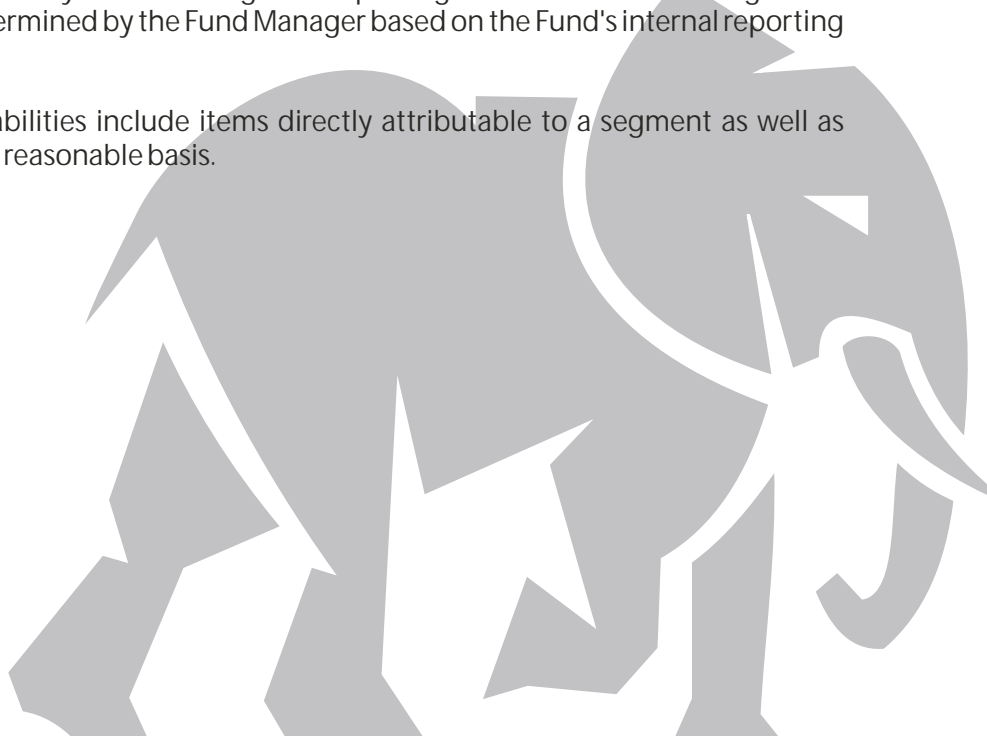 ermined by the Fund Manager based on the Fund's internal reporting
abilities include items directly attributable to a segment as well as
reasonable basis.